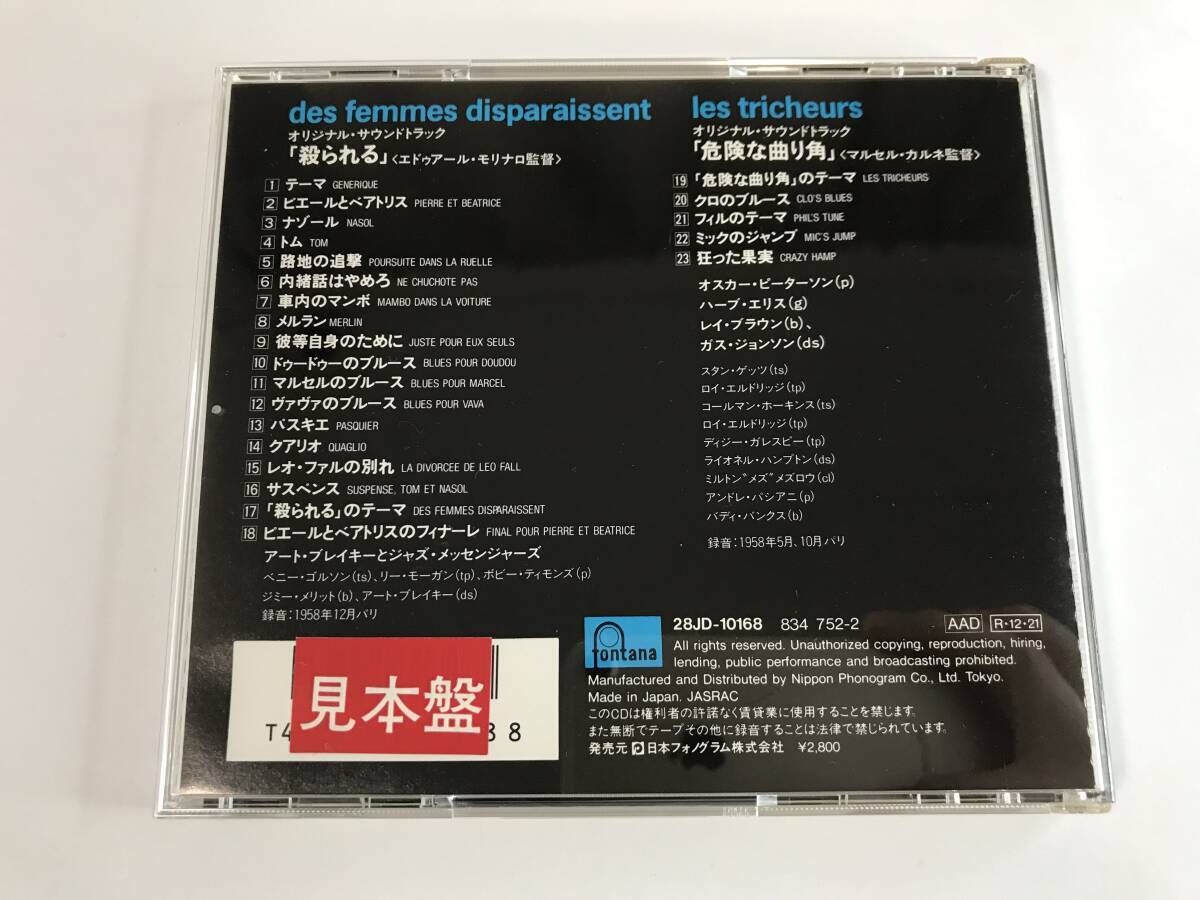 des femmes disparaissent
オリジナル・サウンドトラック
「殺られる」〈エドゥアール・モリナロ監督〉
1 テーマ GENERIQUE
2 ピエールとベアトリス PIERRE ET BEATRICE
3 ナゾール NASOL
4 トム TOM
5 路地の追撃 POURSUITE DANS LA RUELLE
6 内緒話はやめろ NE CHUCHOTE PAS
7 車内のマンボ MAMBO DANS LA VOITURE
8 メルラン MERLIN
9 彼等自身のために JUSTE POUR EUX SEULS
10 ドゥードゥーのブルース BLUES POUR DOUDOU
11 マルセルのブルース BLUES POUR MARCEL
12 ヴァヴァのブルース BLUES POUR VAVA
13 パスキエ PASQUIER
14 クアリオ QUAGLIO
15 レオ・ファルの別れ LA DIVORCEE DE LEO FALL
16 サスペンス SUSPENSE, TOM ET NASOL
17 「殺られる」のテーマ DES FEMMES DISPARAISSENT
18 ピエールとベアトリスのフィナーレ FINAL POUR PIERRE ET BEATRICE
アート・ブレイキーとジャズ・メッセンジャーズ
ベニー・ゴルソン(ts)、リー・モーガン(tp)、ボビー・ティモンズ(p)
ジミー・メリット(b)、アート・ブレイキー(ds)
録音:1958年12月パリ
les tricheurs
オリジナル・サウンドトラック
「危険な曲り角」〈マルセル・カルネ監督〉
19 「危険な曲り角」のテーマ LES TRICHEURS
20 クロのブルース CLO'S BLUES
21 フィルのテーマ PHIL'S TUNE
22 ミックのジャンプ MIC'S JUMP
23 狂った果実 CRAZY HAMP
オスカー・ピーターソン(p)
ハーブ・エリス(g)
レイ・ブラウン(b)、
ガス・ジョンソン(ds)
スタン・ゲッツ(ts)
ロイ・エルドリッジ(tp)
コールマン・ホーキンス(ts)
ロイ・エルドリッジ(tp)
ディジー・ガレスピー(tp)
ライオネル・ハンプトン(ds)
ミルトン"メズ"メズロウ(cl)
アンドレ・パシアニ(p)
バディ・バンクス(b)
録音:1958年5月、10月パリ
T4 88
見本盤
fontana
28JD-10168 834 752-2 AAD R・12・21
All rights reserved. Unauthorized copying, reproduction, hiring,
lending, public performance and broadcasting prohibited.
Manufactured and Distributed by Nippon Phonogram Co., Ltd. Tokyo.
Made in Japan. JASRAC
このCDは権利者の許諾なく賃貸業に使用することを禁じます。
また無断でテープその他に録音することは法律で禁じられています。
発売元 日本フォノグラム株式会社 ¥2,800